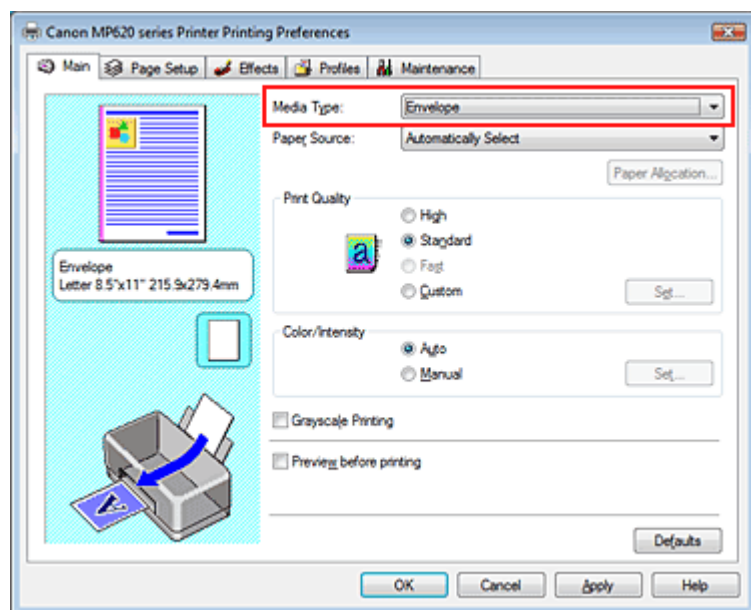 Canon MP620 series Printer Printing Preferences
Main Page Setup Effects Profiles Maintenance
Media Type: Envelope
Paper Source: Automatically Select
Paper Allocation...
Print Quality
High
a Standard
Fast
Custom Set...
Envelope
Letter 8.5"x11" 215.9x279.4mm
Color/Intensity
Auto
Manual Set...
Grayscale Printing
Preview before printing
Defaults
OK Cancel Apply Help